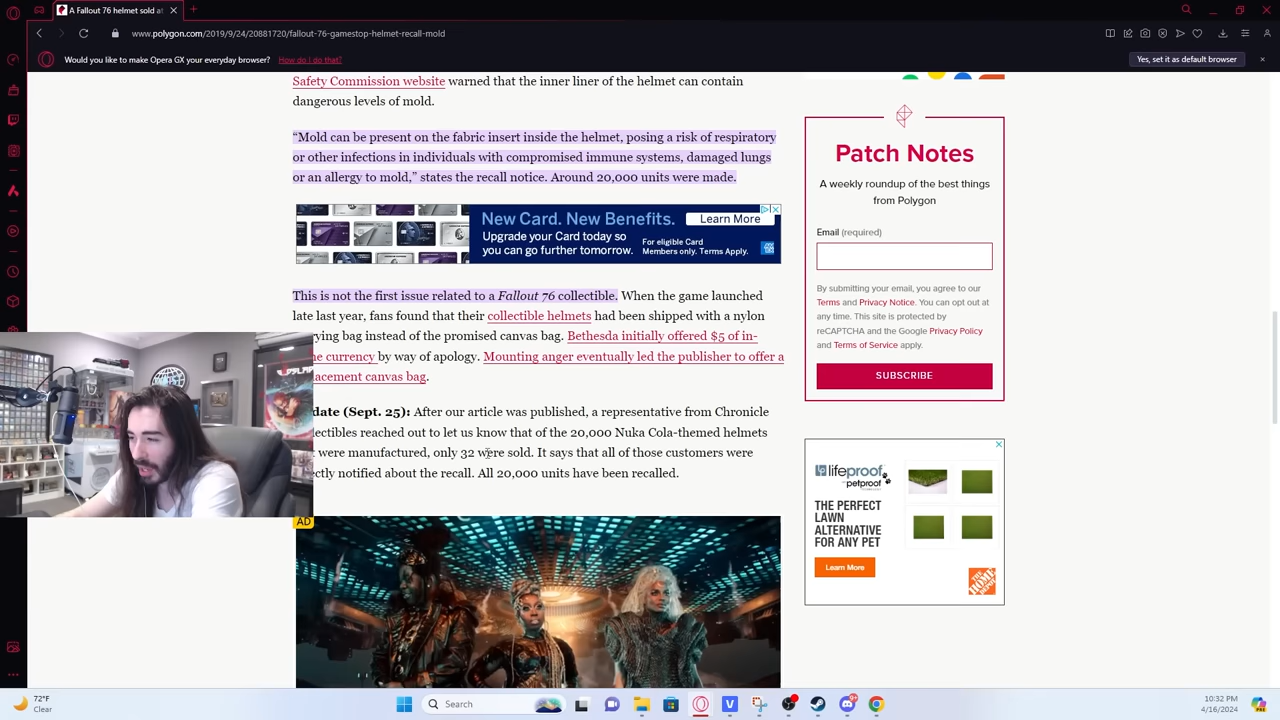 A Fallout 76 helmet sold at
www.polygon.com/2019/9/24/20881720/fallout-76-gamestop-helmet-recall-mold
Would you like to make Opera GX your everyday browser?
How do I do that?
Yes, set it as default browser
Safety Commission website warned that the inner liner of the helmet can contain
dangerous levels of mold.
“Mold can be present on the fabric insert inside the helmet, posing a risk of respiratory
or other infections in individuals with compromised immune systems, damaged lungs
or an allergy to mold,” states the recall notice. Around 20,000 units were made.
New Card. New Benefits.
Upgrade your Card today so
you can go further tomorrow.
Learn More
For eligible Card
Members only. Terms Apply.
This is not the first issue related to a Fallout 76 collectible. When the game launched
late last year, fans found that their collectible helmets had been shipped with a nylon
rying bag instead of the promised canvas bag. Bethesda initially offered $5 of in-
ne currency by way of apology. Mounting anger eventually led the publisher to offer a
lacement canvas bag.
date (Sept. 25): After our article was published, a representative from Chronicle
lectibles reached out to let us know that of the 20,000 Nuka Cola-themed helmets
were manufactured, only 32 were sold. It says that all of those customers were
ctly notified about the recall. All 20,000 units have been recalled.
AD
Patch Notes
A weekly roundup of the best things
from Polygon
Email (required)
By submitting your email, you agree to our
Terms and Privacy Notice. You can opt out at
any time. This site is protected by
reCAPTCHA and the Google Privacy Policy
and Terms of Service apply.
SUBSCRIBE
lifeproof
petproof
THE PERFECT
LAWN
ALTERNATIVE
FOR ANY PET
Learn More
72°F
Clear
Search
10:32 PM
4/16/2024